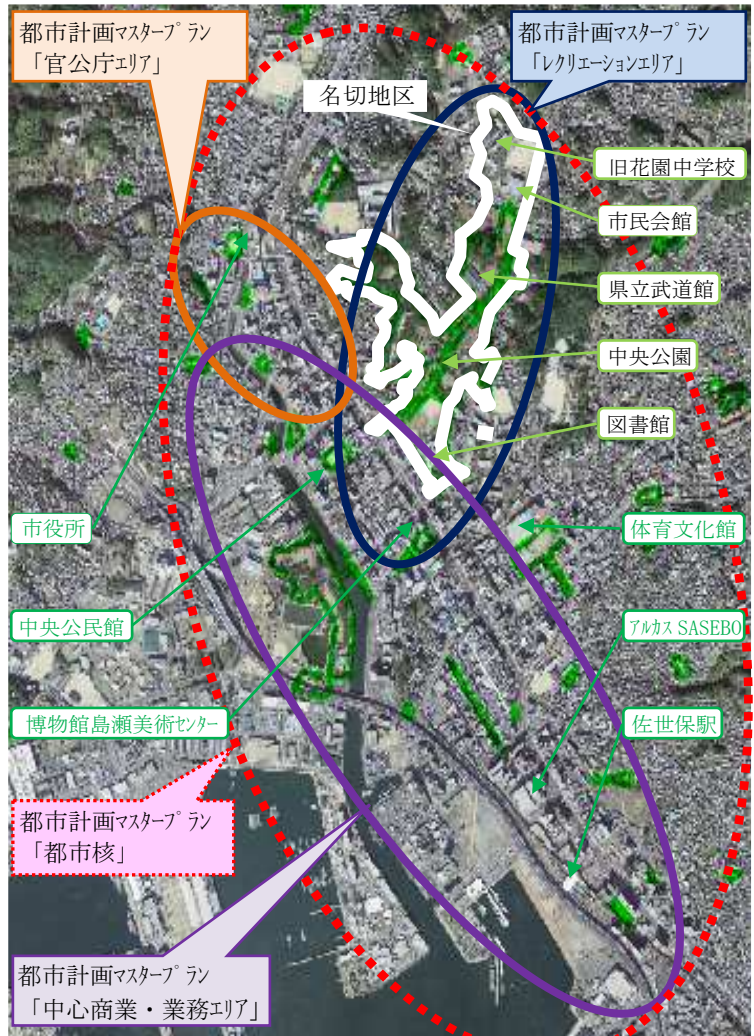 都市計画マスタープラン
「官公庁エリア」
都市計画マスタープラン
「レクリエーションエリア」
名切地区
旧花園中学校
市民会館
県立武道館
中央公園
図書館
市役所
体育文化館
中央公民館
アルカスSASEBO
博物館島瀬美術センター
佐世保駅
都市計画マスタープラン
「都市核」
都市計画マスタープラン
「中心商業・業務エリア」